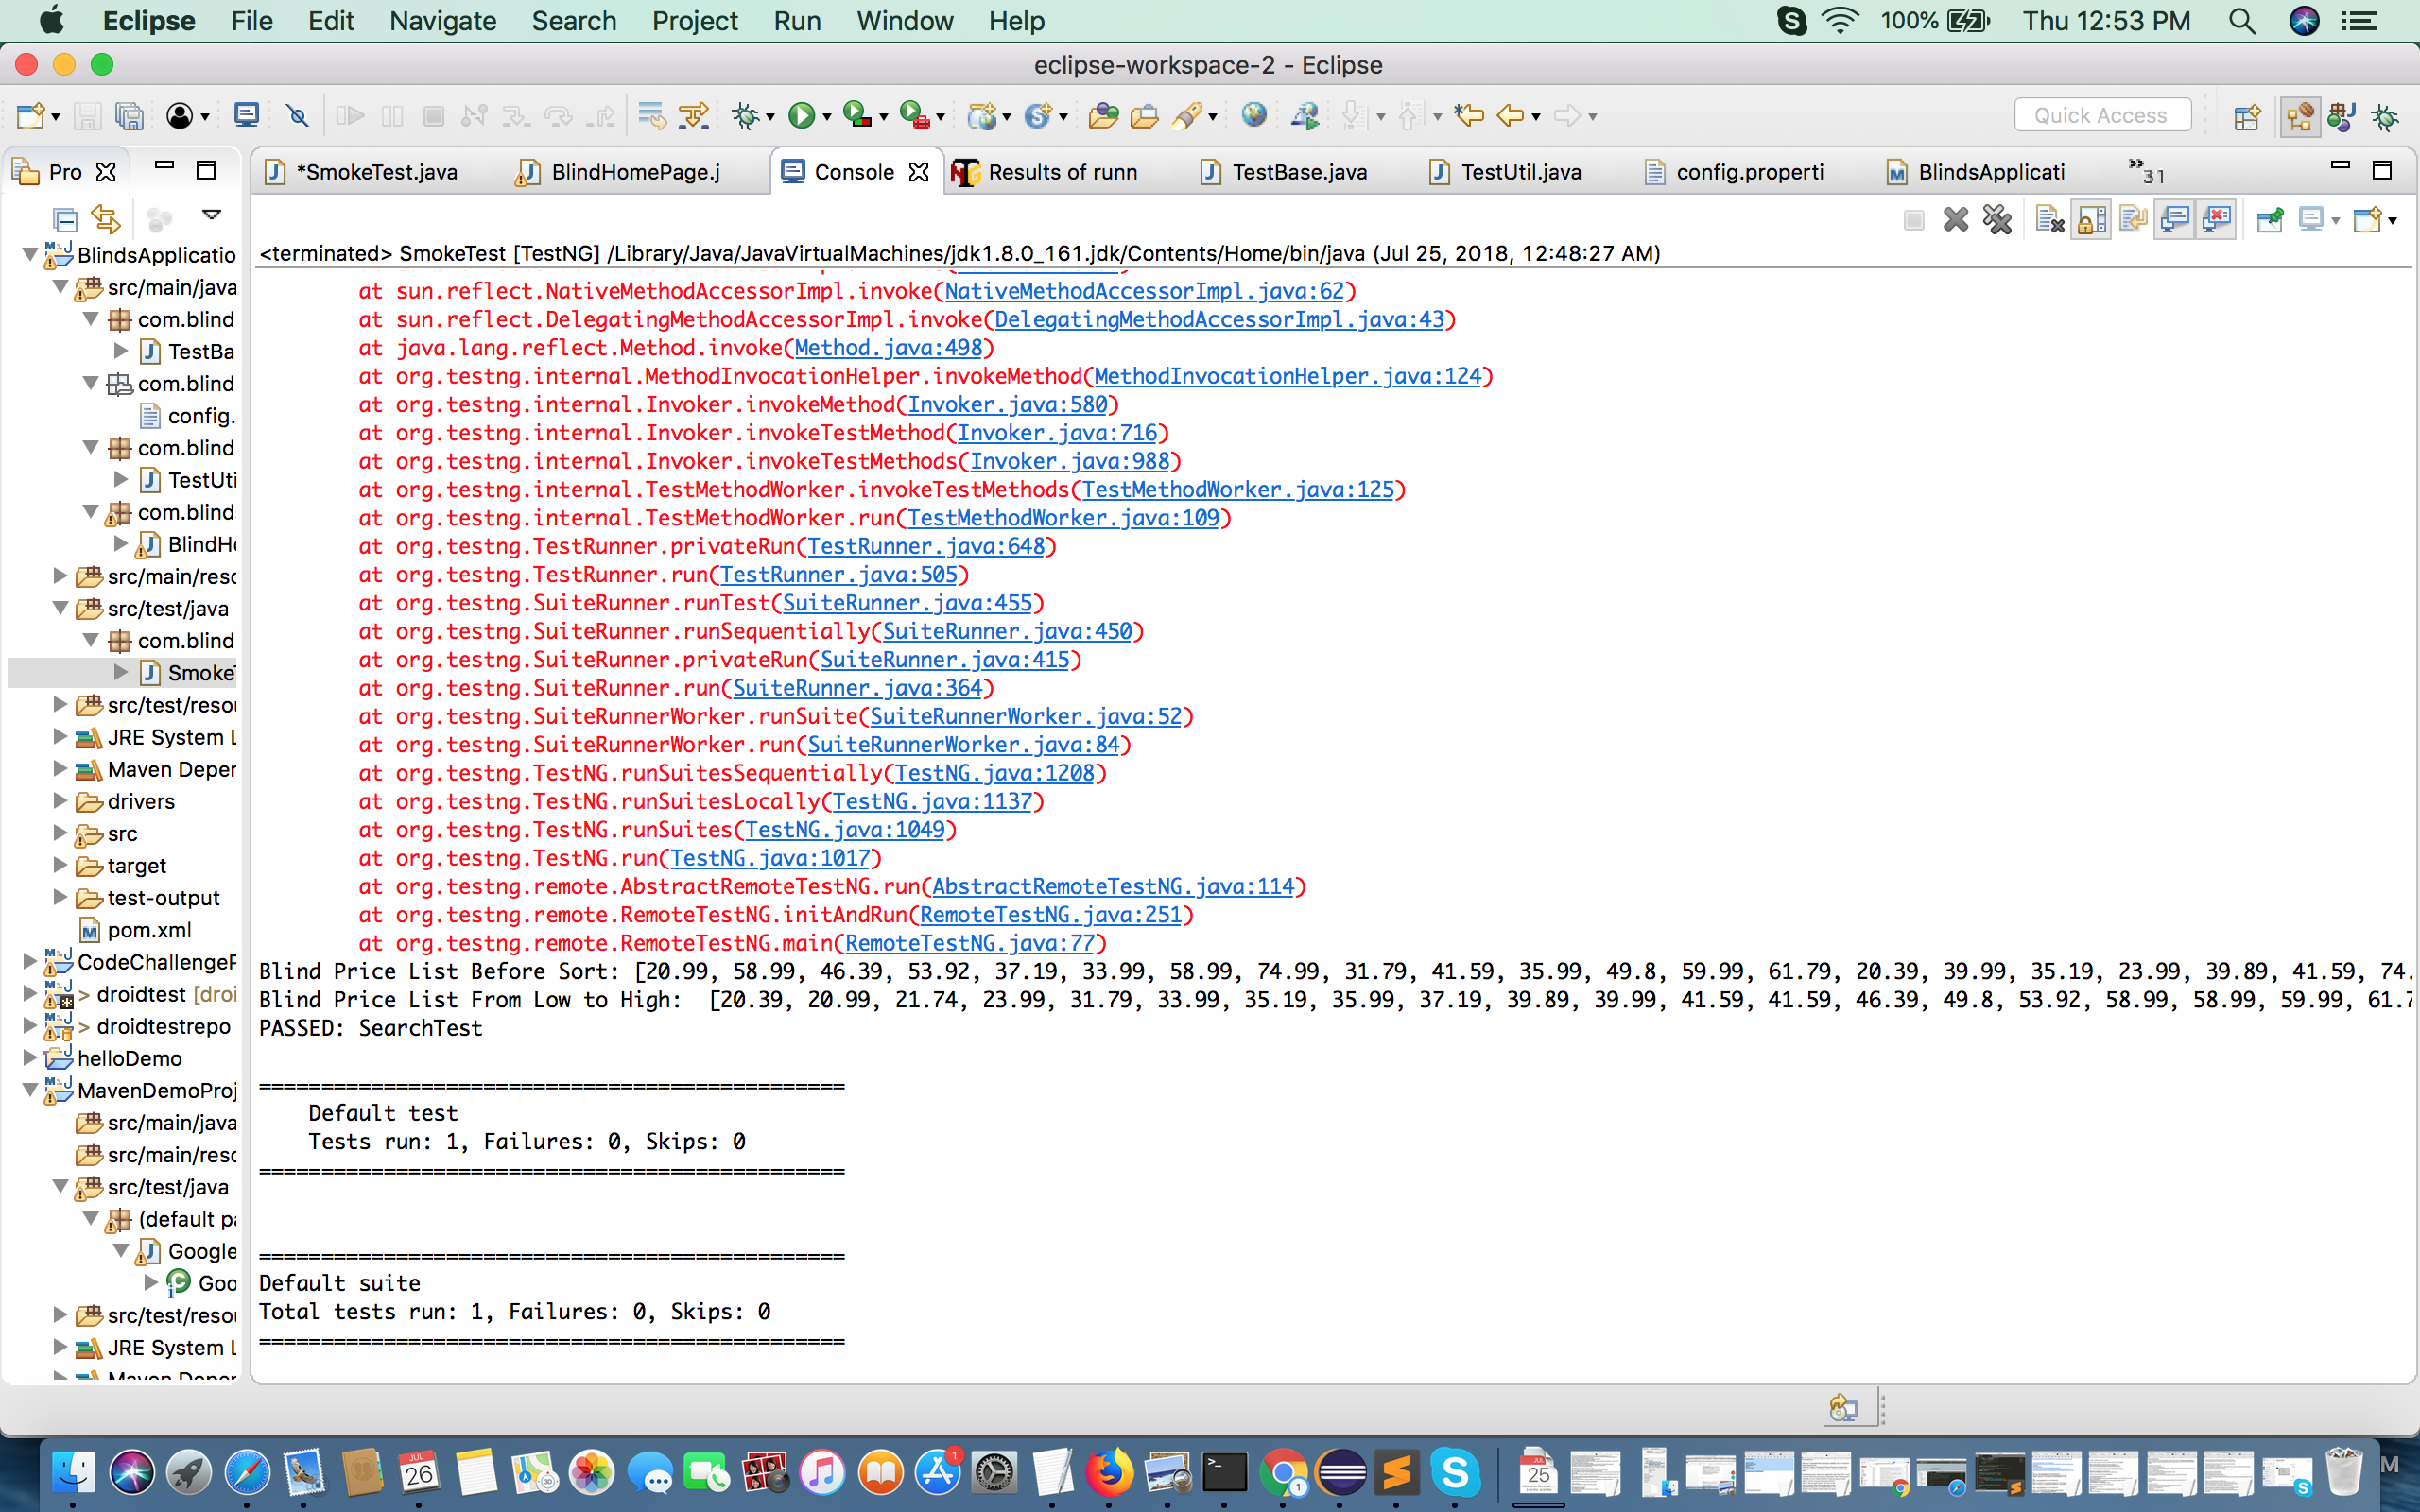 Eclipse File Edit Navigate Search Project Run Window Help 100% Thu 12:53 PM
eclipse-workspace-2 - Eclipse
Quick Access
Pro *SmokeTest.java BlindHomePage.j Console Results of runn TestBase.java TestUtil.java config.properti BlindsApplicati »31
<terminated> SmokeTest [TestNG] /Library/Java/JavaVirtualMachines/jdk1.8.0_161.jdk/Contents/Home/bin/java (Jul 25, 2018, 12:48:27 AM)
at sun.reflect.NativeMethodAccessorImpl.invoke(NativeMethodAccessorImpl.java:62)
at sun.reflect.DelegatingMethodAccessorImpl.invoke(DelegatingMethodAccessorImpl.java:43)
at java.lang.reflect.Method.invoke(Method.java:498)
at org.testng.internal.MethodInvocationHelper.invokeMethod(MethodInvocationHelper.java:124)
at org.testng.internal.Invoker.invokeMethod(Invoker.java:580)
at org.testng.internal.Invoker.invokeTestMethod(Invoker.java:716)
at org.testng.internal.Invoker.invokeTestMethods(Invoker.java:988)
at org.testng.internal.TestMethodWorker.invokeTestMethods(TestMethodWorker.java:125)
at org.testng.internal.TestMethodWorker.run(TestMethodWorker.java:109)
at org.testng.TestRunner.privateRun(TestRunner.java:648)
at org.testng.TestRunner.run(TestRunner.java:505)
at org.testng.SuiteRunner.runTest(SuiteRunner.java:455)
at org.testng.SuiteRunner.runSequentially(SuiteRunner.java:450)
at org.testng.SuiteRunner.privateRun(SuiteRunner.java:415)
at org.testng.SuiteRunner.run(SuiteRunner.java:364)
at org.testng.SuiteRunnerWorker.runSuite(SuiteRunnerWorker.java:52)
at org.testng.SuiteRunnerWorker.run(SuiteRunnerWorker.java:84)
at org.testng.TestNG.runSuitesSequentially(TestNG.java:1208)
at org.testng.TestNG.runSuitesLocally(TestNG.java:1137)
at org.testng.TestNG.runSuites(TestNG.java:1049)
at org.testng.TestNG.run(TestNG.java:1017)
at org.testng.remote.AbstractRemoteTestNG.run(AbstractRemoteTestNG.java:114)
at org.testng.remote.RemoteTestNG.initAndRun(RemoteTestNG.java:251)
at org.testng.remote.RemoteTestNG.main(RemoteTestNG.java:77)
Blind Price List Before Sort: [20.99, 58.99, 46.39, 53.92, 37.19, 33.99, 58.99, 74.99, 31.79, 41.59, 35.99, 49.8, 59.99, 61.79, 20.39, 39.99, 35.19, 23.99, 39.89, 41.59, 74.
Blind Price List From Low to High: [20.39, 20.99, 21.74, 23.99, 31.79, 33.99, 35.19, 35.99, 37.19, 39.89, 39.99, 41.59, 41.59, 46.39, 49.8, 53.92, 58.99, 58.99, 59.99, 61.7
PASSED: SearchTest
===============================================
Default test
Tests run: 1, Failures: 0, Skips: 0
===============================================
===============================================
Default suite
Total tests run: 1, Failures: 0, Skips: 0
===============================================
BlindsApplicatio
src/main/java
com.blind
TestBa
com.blind
config.
com.blind
TestUti
com.blind
BlindH
src/main/resc
src/test/java
com.blind
SmokeT
src/test/resou
JRE System L
Maven Deper
drivers
src
target
test-output
pom.xml
CodeChallengeP
> droidtest [droi
> droidtestrepo
helloDemo
MavenDemoProj
src/main/java
src/main/resc
src/test/java
(default pa
Google
Goo
src/test/resou
JRE System L
Maven Depen
JUL 26
1
JUL 25